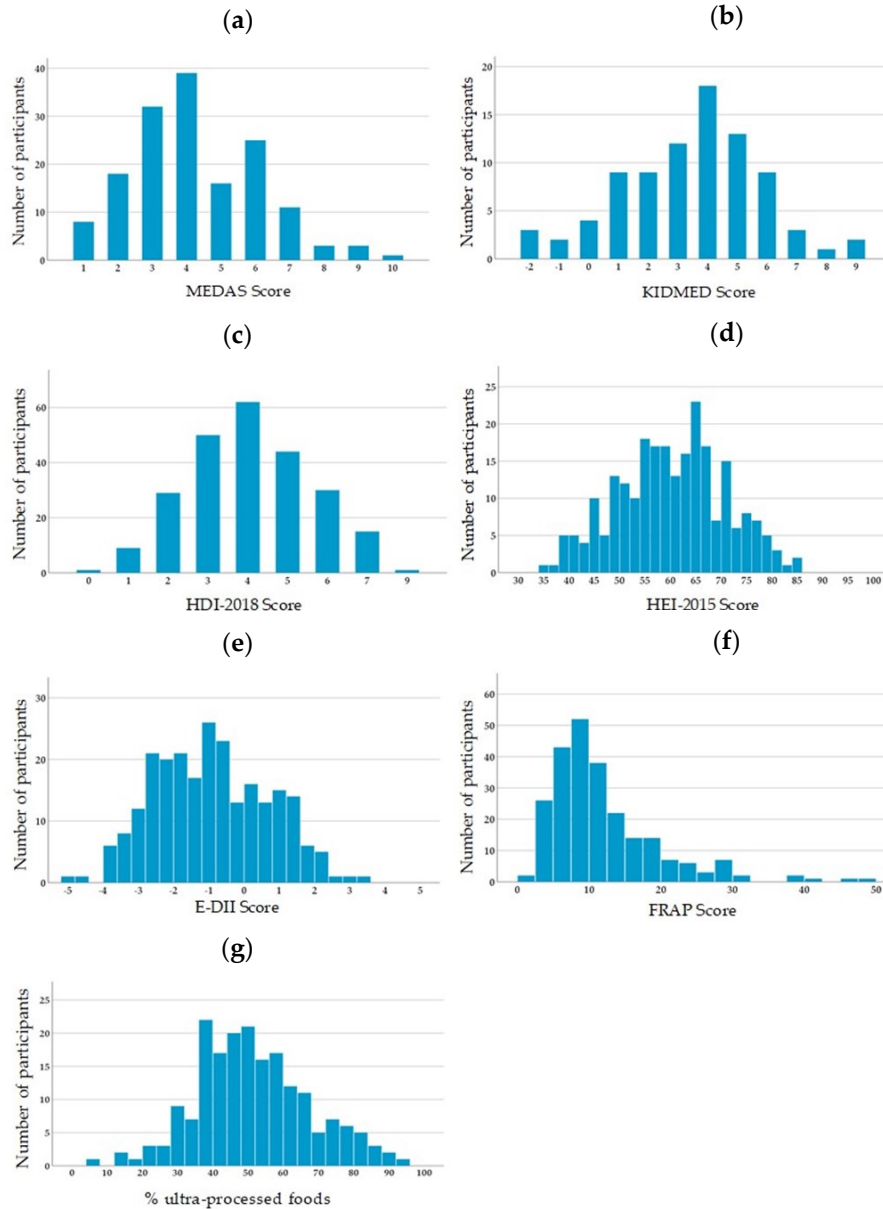 (a)
Number of participants
40
30
20
10
0
1 2 3 4 5 6 7 8 9 10
MEDAS Score
(b)
Number of participants
20
15
10
5
0
-2 -1 0 1 2 3 4 5 6 7 8 9
KIDMED Score
(c)
Number of participants
60
40
20
0
0 1 2 3 4 5 6 7 9
HDI-2018 Score
(d)
Number of participants
25
20
15
10
5
0
30 35 40 45 50 55 60 65 70 75 80 85 90 95 100
HEI-2015 Score
(e)
Number of participants
30
20
10
0
-5 -4 -3 -2 -1 0 1 2 3 4 5
E-DII Score
(f)
Number of participants
60
50
40
30
20
10
0
0 10 20 30 40 50
FRAP Score
(g)
Number of participants
25
20
15
10
5
0
0 10 20 30 40 50 60 70 80 90 100
% ultra-processed foods